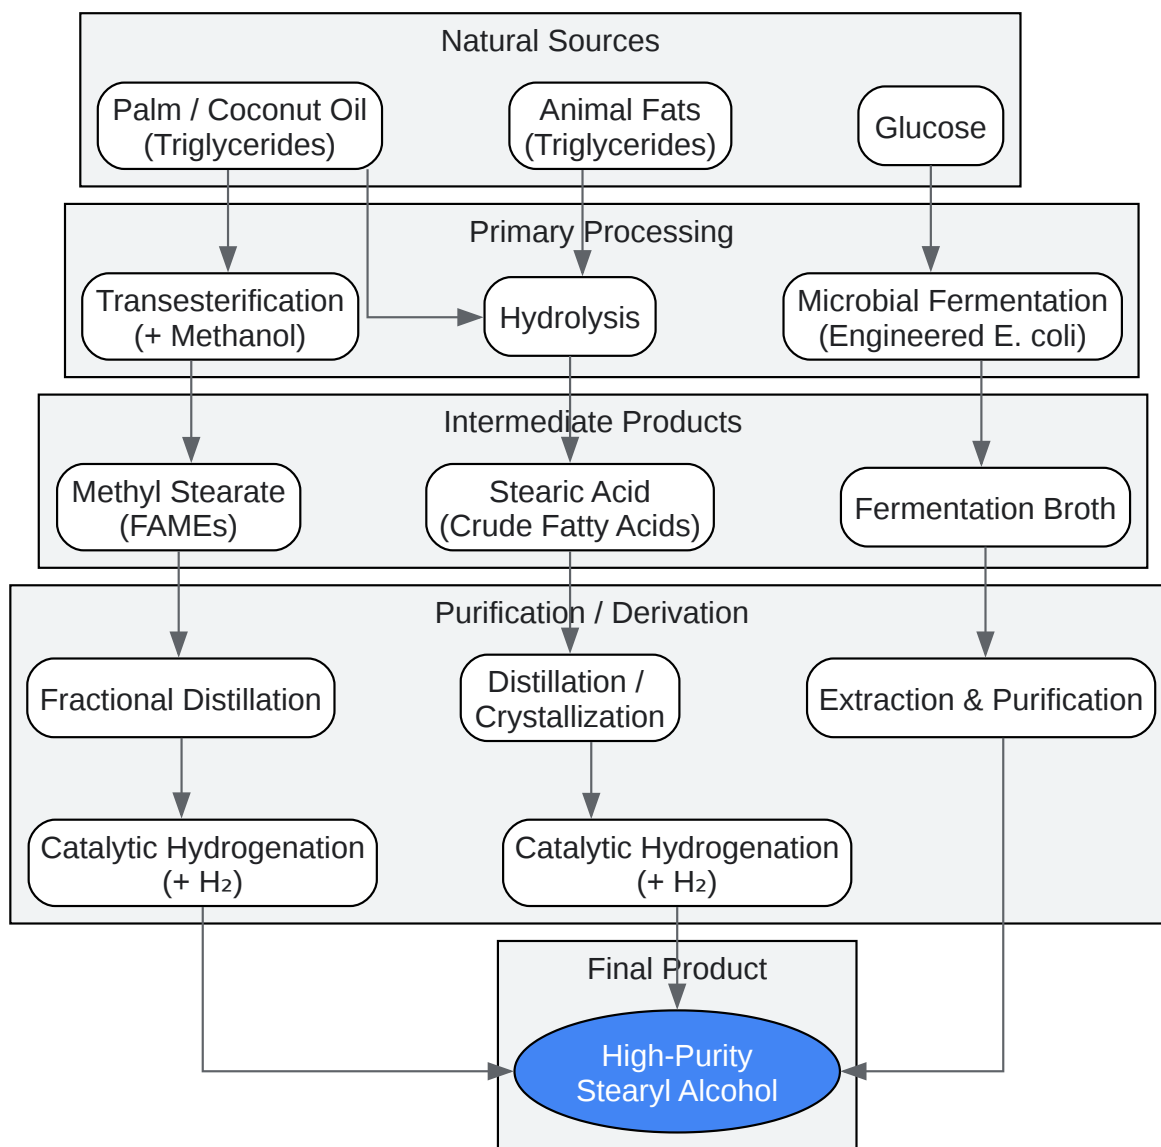 Natural Sources
Palm / Coconut Oil
(Triglycerides)
Animal Fats
(Triglycerides)
Glucose
Primary Processing
Transesterification
(+ Methanol)
Hydrolysis
Microbial Fermentation
(Engineered E. coli)
Intermediate Products
Methyl Stearate
(FAMEs)
Stearic Acid
(Crude Fatty Acids)
Fermentation Broth
Purification / Derivation
Fractional Distillation
Distillation /
Crystallization
Extraction & Purification
Catalytic Hydrogenation
(+ H₂)
Catalytic Hydrogenation
(+ H₂)
Final Product
High-Purity
Stearyl Alcohol